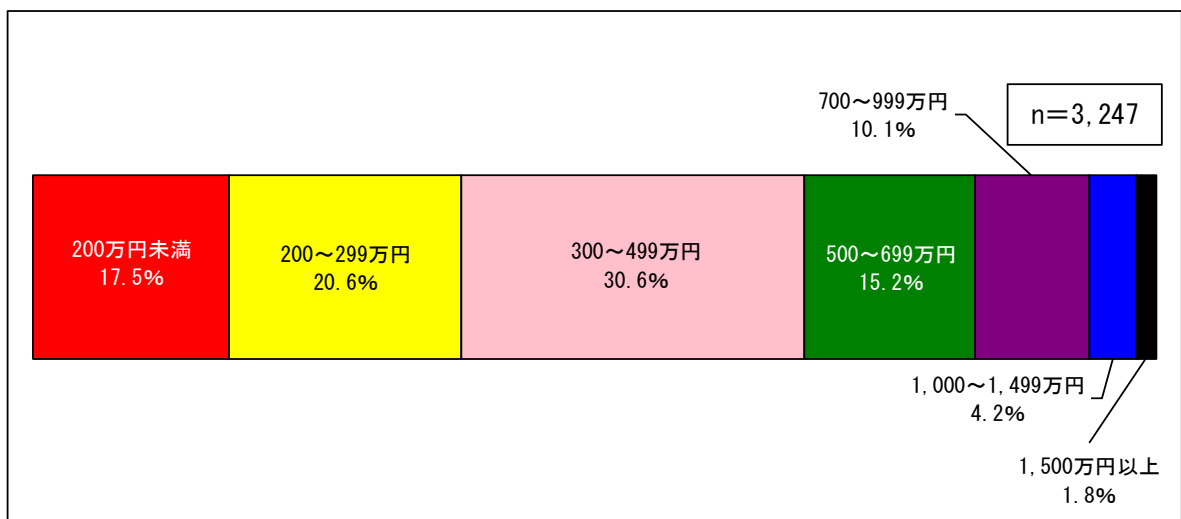 700～999万円
10.1%
n＝3,247
200万円未満
17.5%
200～299万円
20.6%
300～499万円
30.6%
500～699万円
15.2%
1,000～1,499万円
4.2%
1,500万円以上
1.8%